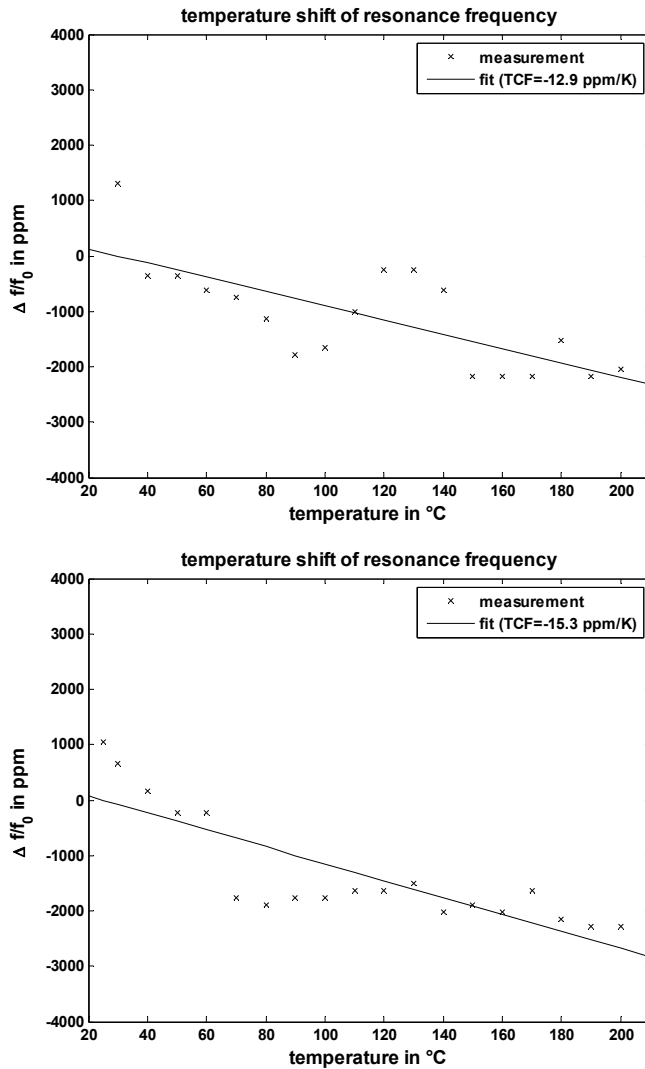 temperature shift of resonance frequency
4000
measurement
fit (TCF=-12.9 ppm/K)
3000
2000
1000
0
-1000
-2000
-3000
-4000
Δ f/f0 in ppm
20 40 60 80 100 120 140 160 180 200
temperature in °C
temperature shift of resonance frequency
4000
measurement
fit (TCF=-15.3 ppm/K)
3000
2000
1000
0
-1000
-2000
-3000
-4000
Δ f/f0 in ppm
20 40 60 80 100 120 140 160 180 200
temperature in °C